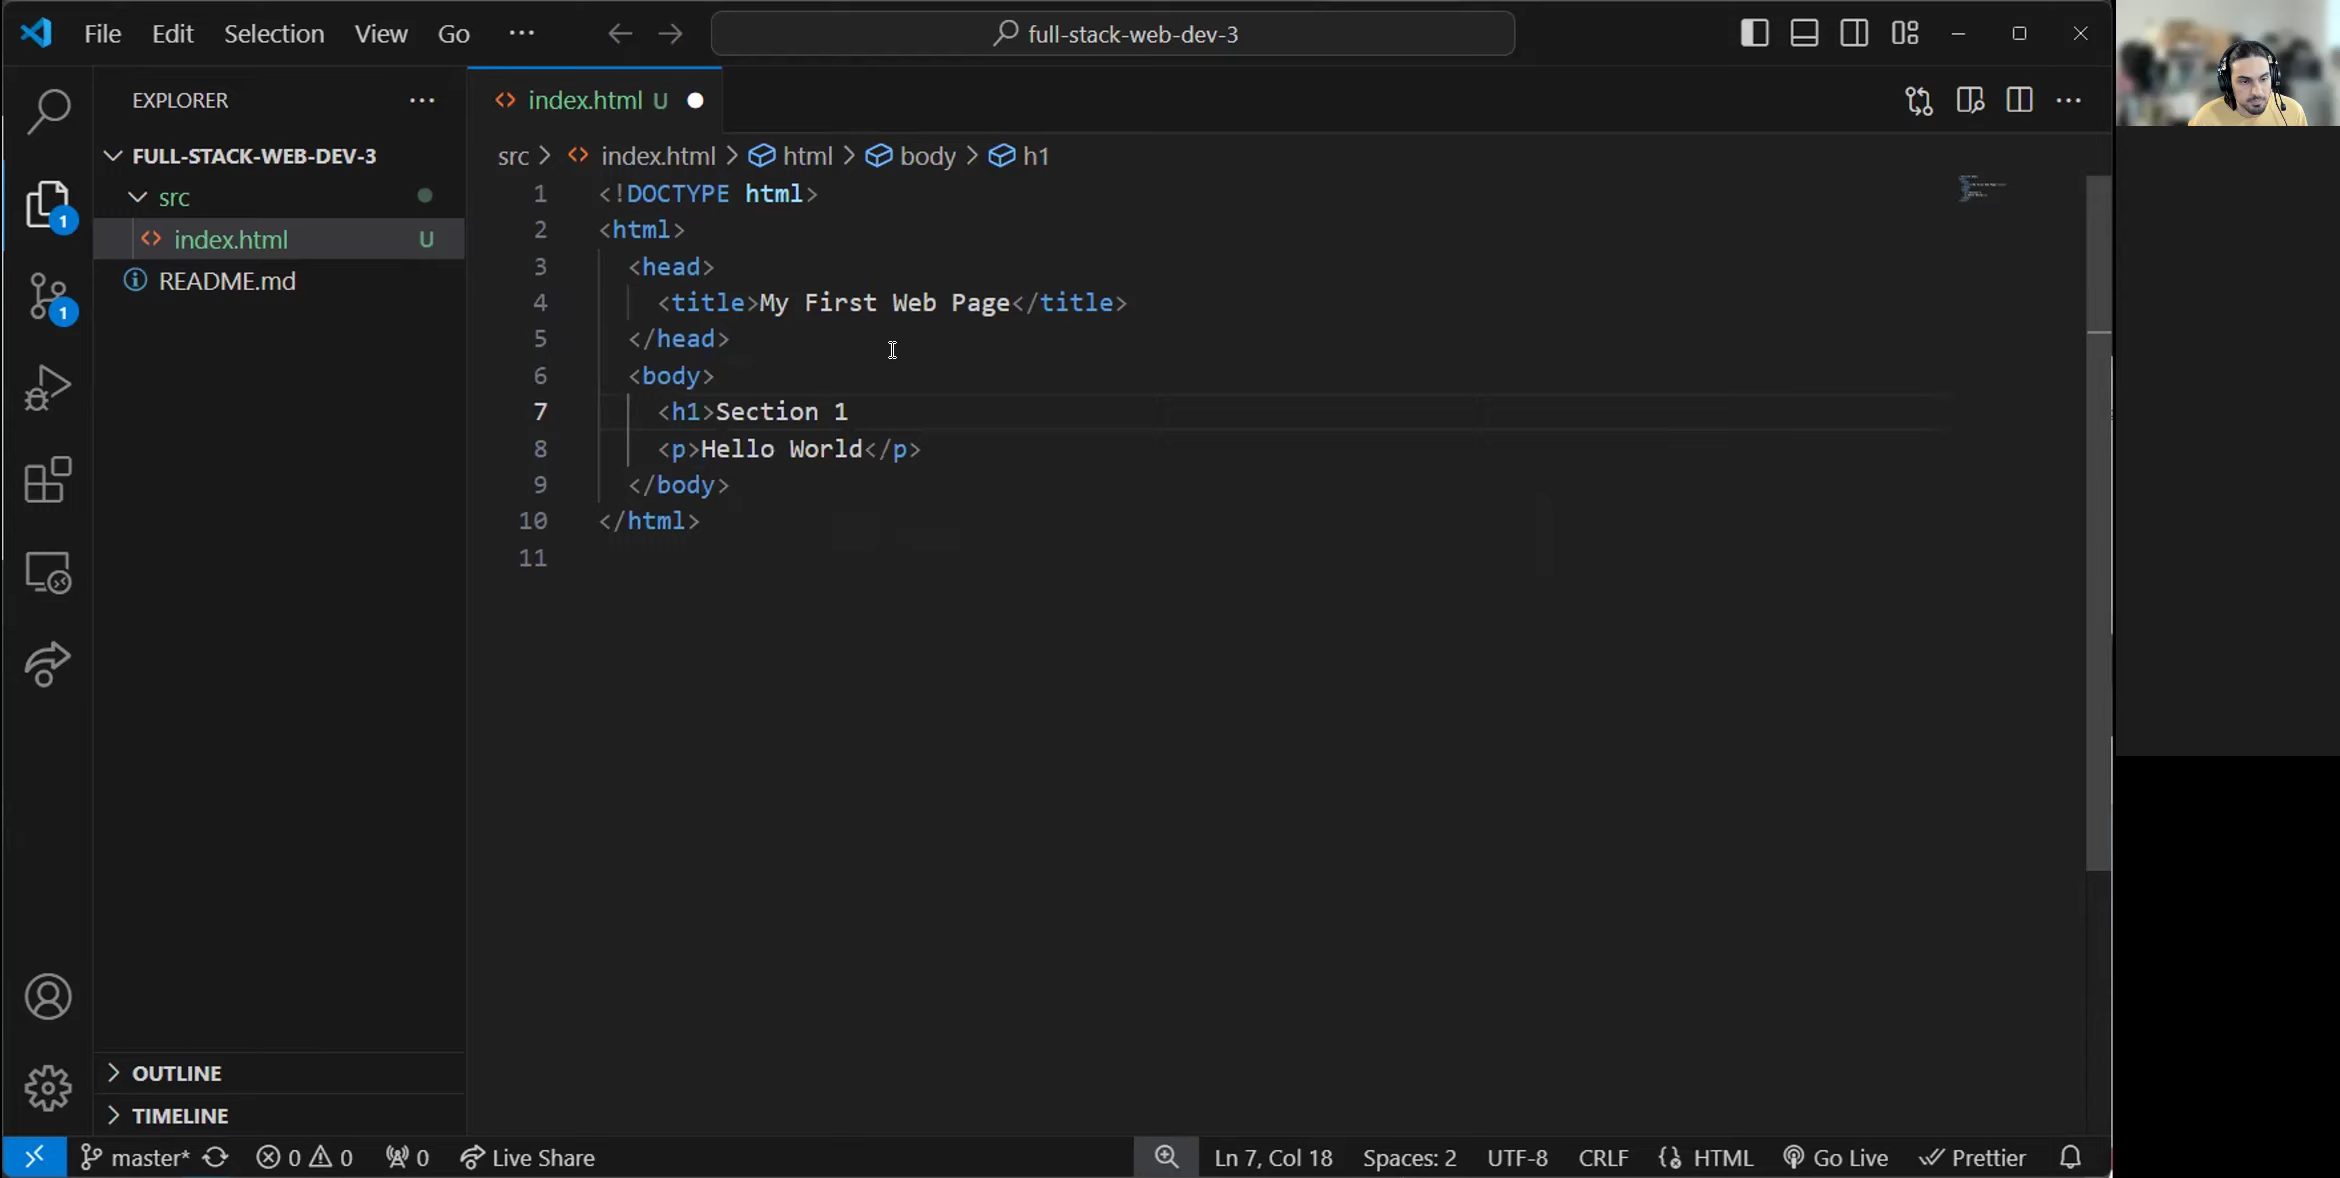 File Edit Selection View Go ... full-stack-web-dev-3
EXPLORER ...
FULL-STACK-WEB-DEV-3
src
index.html U
README.md
OUTLINE
TIMELINE
1
1
index.html U
src > index.html > html > body > h1
1 <!DOCTYPE html>
2 <html>
3 <head>
4 <title>My First Web Page</title>
5 </head>
6 <body>
7 <h1>Section 1
8 <p>Hello World</p>
9 </body>
10 </html>
11
master* 0 0 0 Live Share Ln 7, Col 18 Spaces: 2 UTF-8 CRLF HTML Go Live Prettier